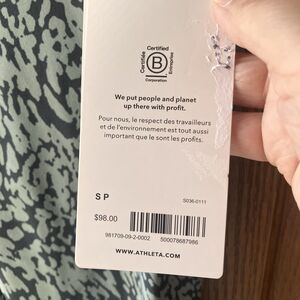 Certified
Certifiée
B
Entreprise
Corporation
We put people and planet
up there with profit.
Pour nous, le respect des travailleurs
et de l'environnement est tout aussi
important que le sont les profits.
S P
S036-0111
$98.00
981709-09-2-0002
500078687986
WWW.ATHLETA.COM